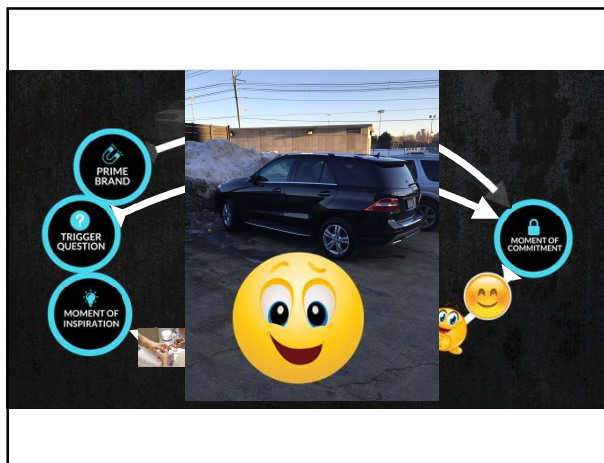 PRIME
BRAND
?
TRIGGER
QUESTION
MOMENT OF
INSPIRATION
MOMENT OF
COMMITMENT